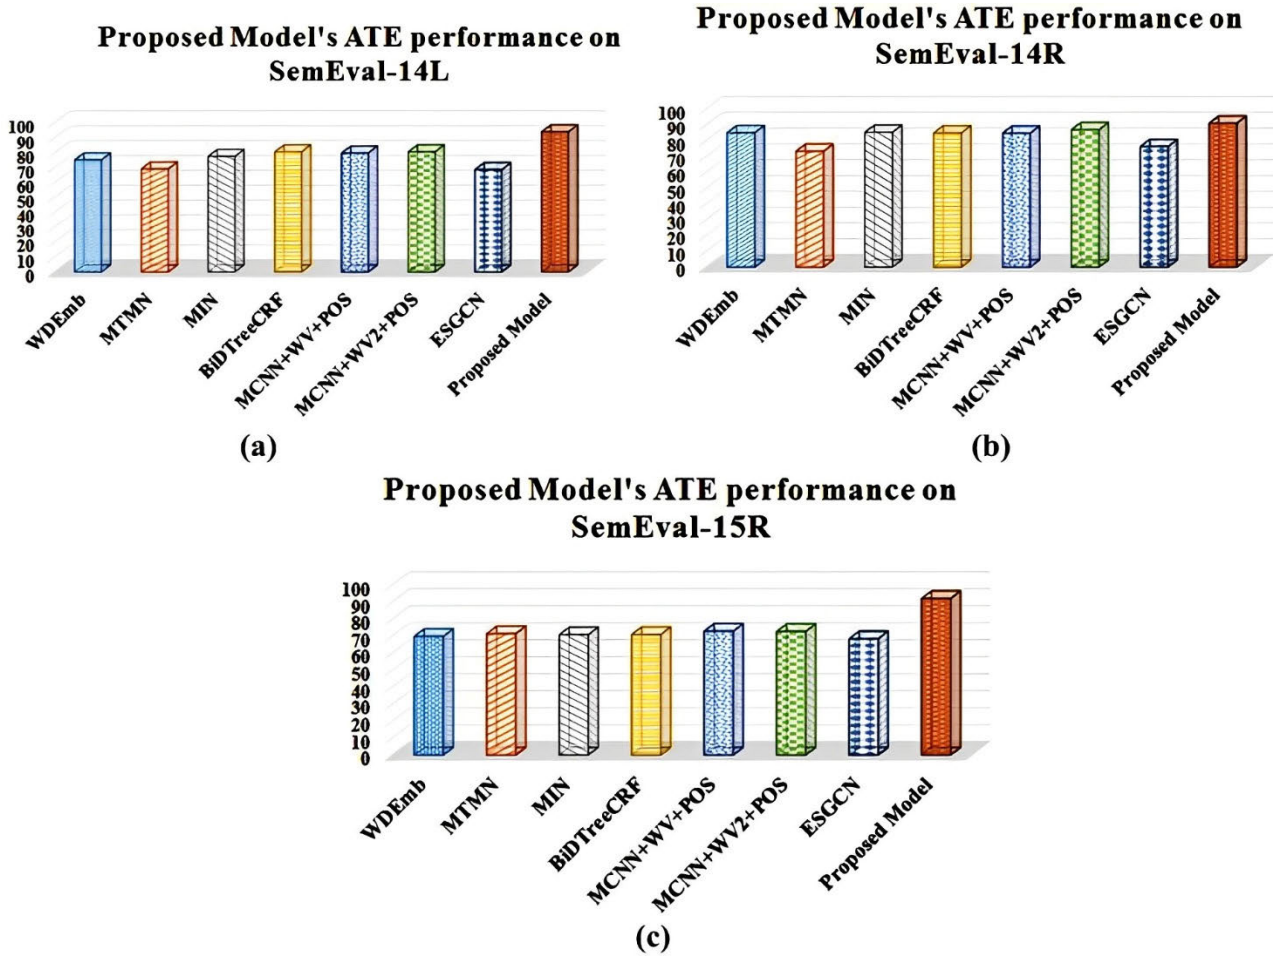 Proposed Model's ATE performance on
SemEval-14L
100
90
80
70
60
50
40
30
20
10
0
WDEmb
MTMN
MIN
BiDTreeCRF
MCNN+WV+POS
MCNN+WV2+POS
ESGCN
Proposed Model
(a)
Proposed Model's ATE performance on
SemEval-14R
100
90
80
70
60
50
40
30
20
10
0
WDEmb
MTMN
MIN
BiDTreeCRF
MCNN+WV+POS
MCNN+WV2+POS
ESGCN
Proposed Model
(b)
Proposed Model's ATE performance on
SemEval-15R
100
90
80
70
60
50
40
30
20
10
0
WDEmb
MTMN
MIN
BiDTreeCRF
MCNN+WV+POS
MCNN+WV2+POS
ESGCN
Proposed Model
(c)